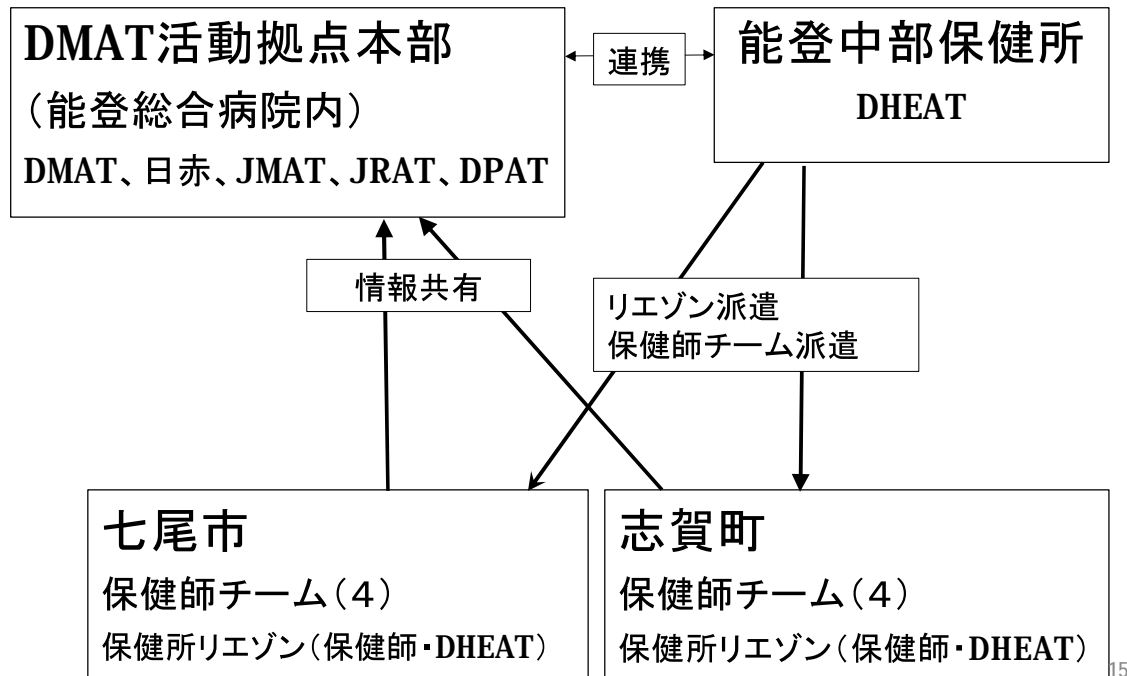 DMAT活動拠点本部
（能登総合病院内）
DMAT、日赤、JMAT、JRAT、DPAT
連携
能登中部保健所
DHEAT
情報共有
リエゾン派遣
保健師チーム派遣
七尾市
保健師チーム（４）
保健所リエゾン（保健師・DHEAT）
志賀町
保健師チーム（４）
保健所リエゾン（保健師・DHEAT）
15